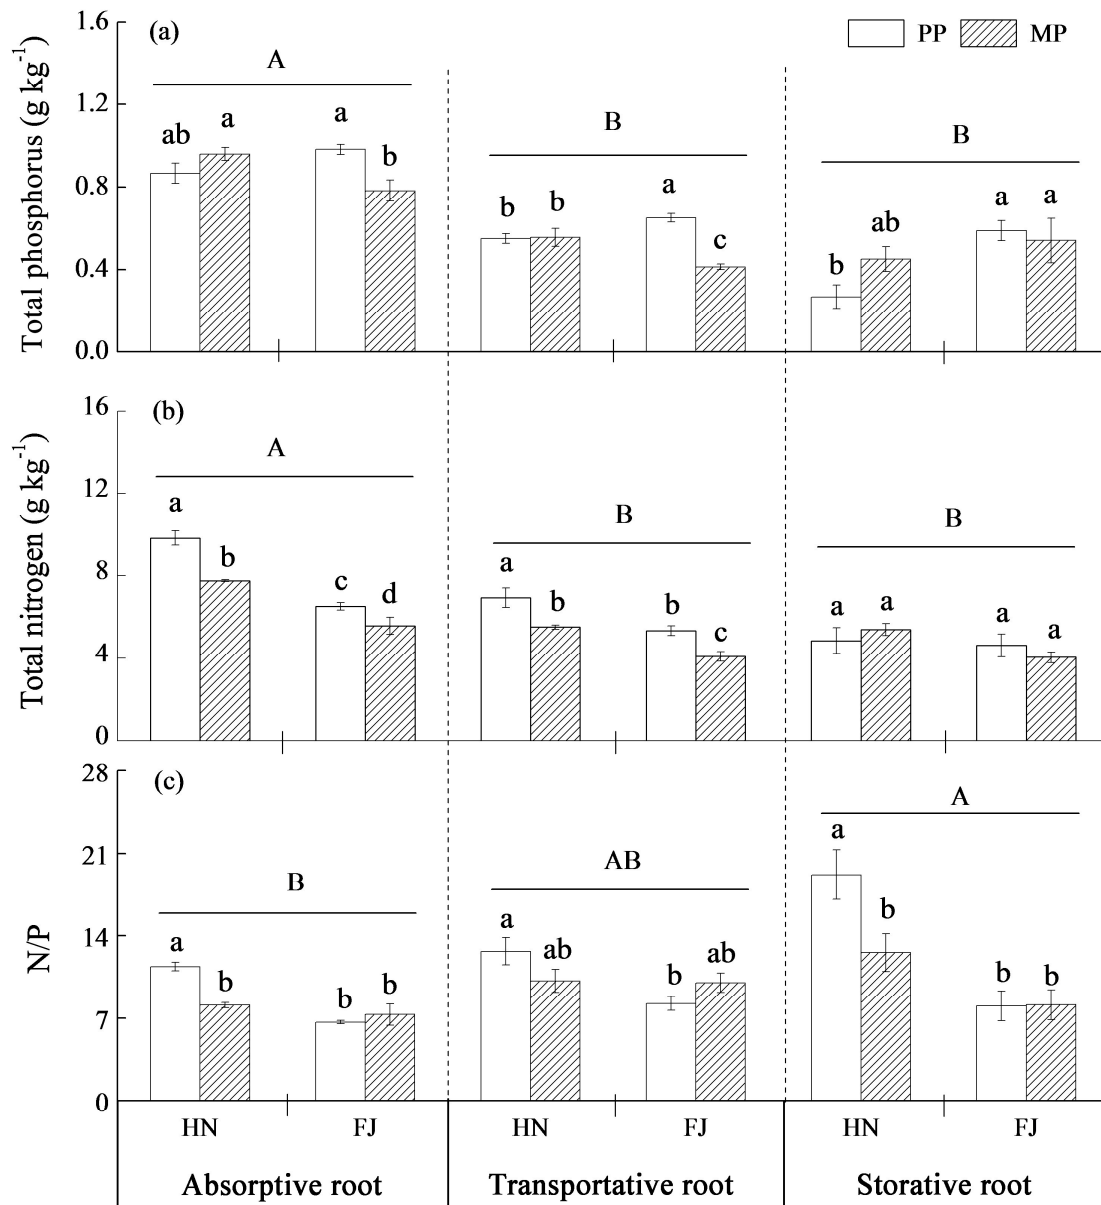 (a)
PP MP
Total phosphorus (g kg⁻¹)
1.6
1.2
0.8
0.4
0.0
A
ab a a b
B
b b a c
B
b ab a a
(b)
Total nitrogen (g kg⁻¹)
16
12
8
4
0
A
a b c d
B
a b b c
B
a a a a
(c)
N/P
28
21
14
7
0
B
a b b b
AB
a ab b ab
A
a b b b
HN FJ HN FJ HN FJ
Absorptive root Transportative root Storative root